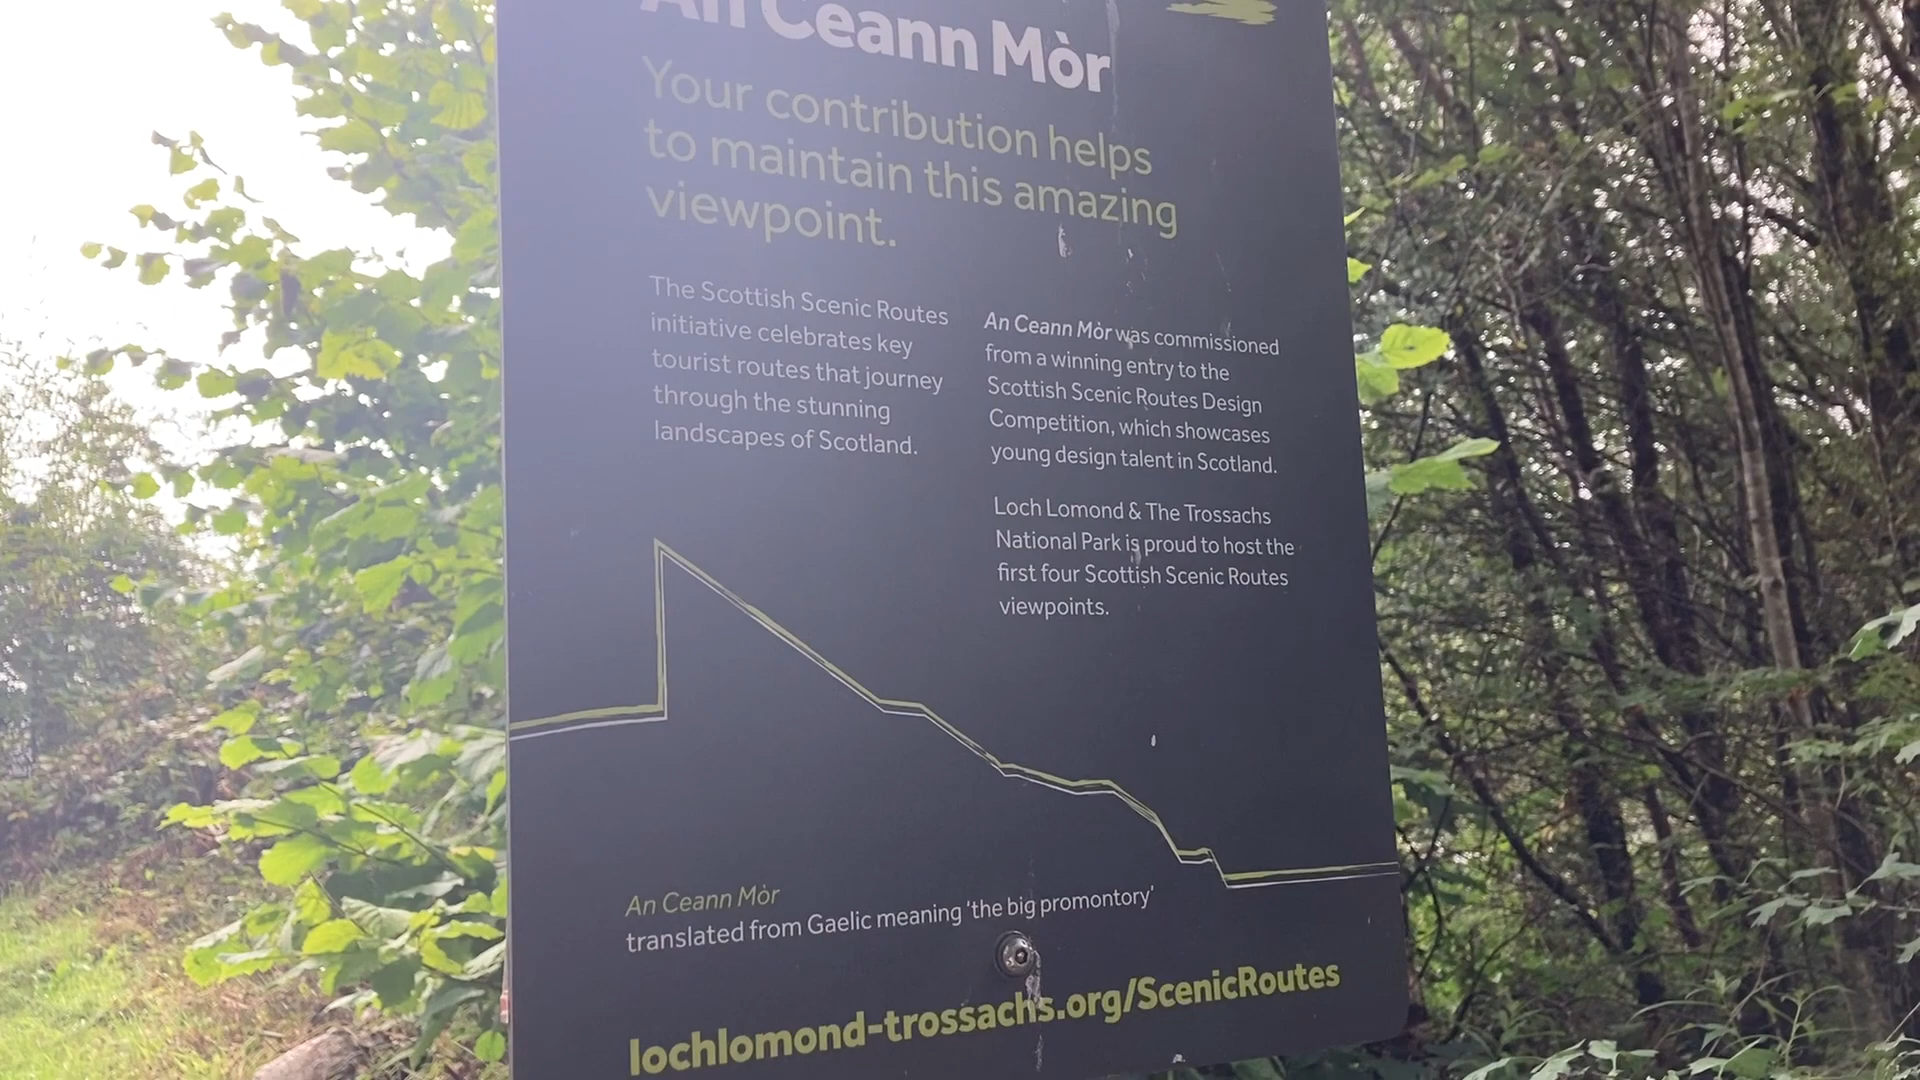 An Ceann Mòr
Your contribution helps
to maintain this amazing
viewpoint.
The Scottish Scenic Routes
initiative celebrates key
tourist routes that journey
through the stunning
landscapes of Scotland.
An Ceann Mòr was commissioned
from a winning entry to the
Scottish Scenic Routes Design
Competition, which showcases
young design talent in Scotland.
Loch Lomond & The Trossachs
National Park is proud to host the
first four Scottish Scenic Routes
viewpoints.
An Ceann Mòr
translated from Gaelic meaning 'the big promontory'
lochlomond-trossachs.org/ScenicRoutes